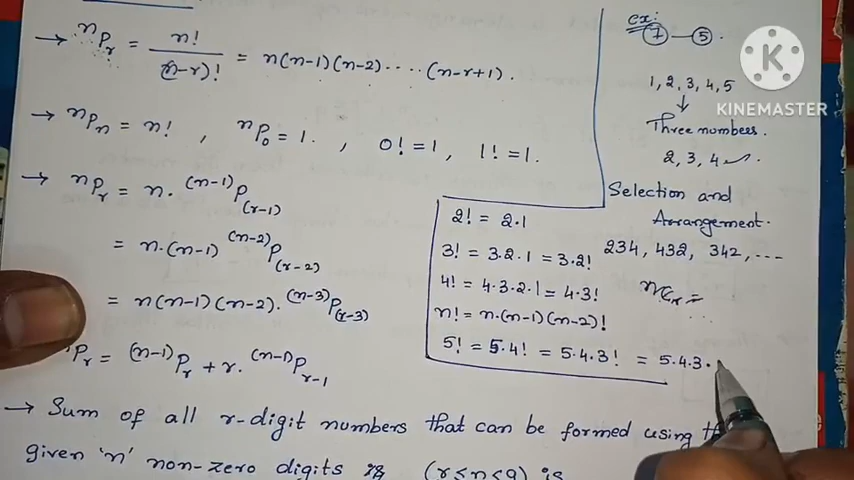 → ⁿPᵣ = n!/(n-r)! = n(n-1)(n-2)....(n-r+1).
→ ⁿPₙ = n! , ⁿP₀ = 1. , 0! = 1, 1! = 1.
→ ⁿPᵣ = n. ⁽ⁿ⁻¹⁾P₍ᵣ₋₁₎
= n.(n-1) ⁽ⁿ⁻²⁾P₍ᵣ₋₂₎
= n(n-1)(n-2). ⁽ⁿ⁻³⁾P₍ᵣ₋₃₎
Pᵣ = ⁽ⁿ⁻¹⁾Pᵣ + r. ⁽ⁿ⁻¹⁾Pᵣ₋₁
ex:
7 — 5
1, 2, 3, 4, 5
↓
Three numbers.
2, 3, 4 ✓.
Selection and
Arrangement.
234, 432, 342, ...
ⁿCᵣ =
2! = 2.1
3! = 3.2.1 = 3.2!
4! = 4.3.2.1 = 4.3!
n! = n.(n-1)(n-2)!
5! = 5.4! = 5.4.3! = 5.4.3.
→ Sum of all r-digit numbers that can be formed using
given 'n' non-zero digits is (r≤n≤9) is
KINEMASTER